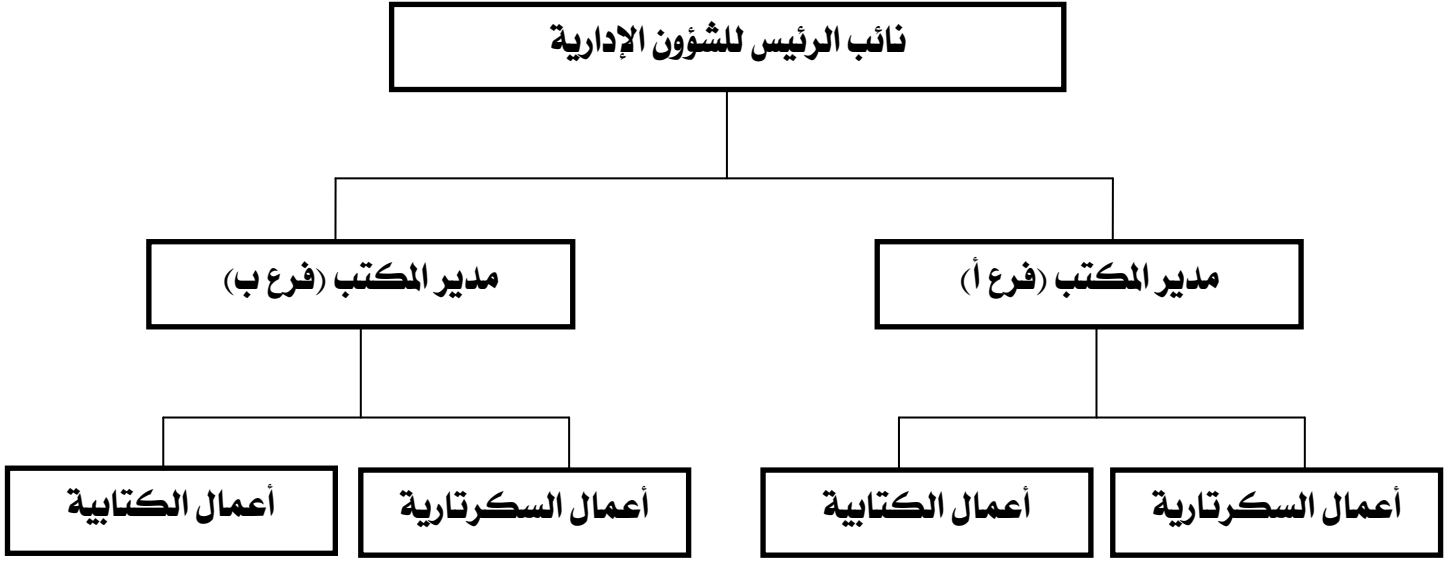 نائب الرئيس للشؤون الإدارية
مدير المكتب (فرع أ)
مدير المكتب (فرع ب)
أعمال السكرتارية
أعمال الكتابية
أعمال السكرتارية
أعمال الكتابية